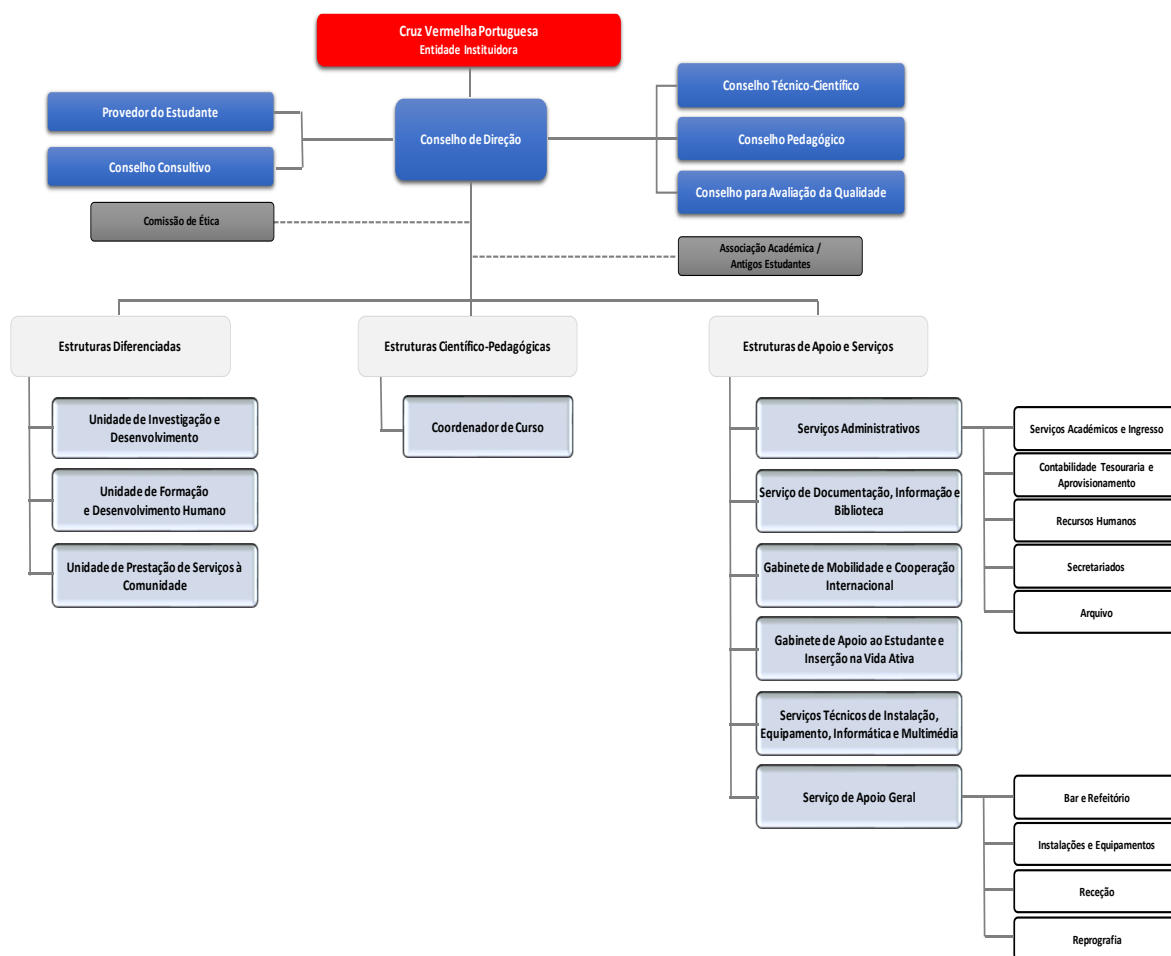 Cruz Vermelha Portuguesa
Entidade Instituidora
Provedor do Estudante
Conselho Consultivo
Conselho de Direção
Conselho Técnico-Científico
Conselho Pedagógico
Conselho para Avaliação da Qualidade
Comissão de Ética
Associação Académica /
Antigos Estudantes
Estruturas Diferenciadas
Unidade de Investigação e
Desenvolvimento
Unidade de Formação
e Desenvolvimento Humano
Unidade de Prestação de Serviços à
Comunidade
Estruturas Científico-Pedagógicas
Coordenador de Curso
Estruturas de Apoio e Serviços
Serviços Administrativos
Serviço de Documentação, Informação e
Biblioteca
Gabinete de Mobilidade e Cooperação
Internacional
Gabinete de Apoio ao Estudante e
Inserção na Vida Ativa
Serviços Técnicos de Instalação,
Equipamento, Informática e Multimédia
Serviço de Apoio Geral
Serviços Académicos e Ingresso
Contabilidade Tesouraria e
Aprovisionamento
Recursos Humanos
Secretariados
Arquivo
Bar e Refeitório
Instalações e Equipamentos
Receção
Reprografia